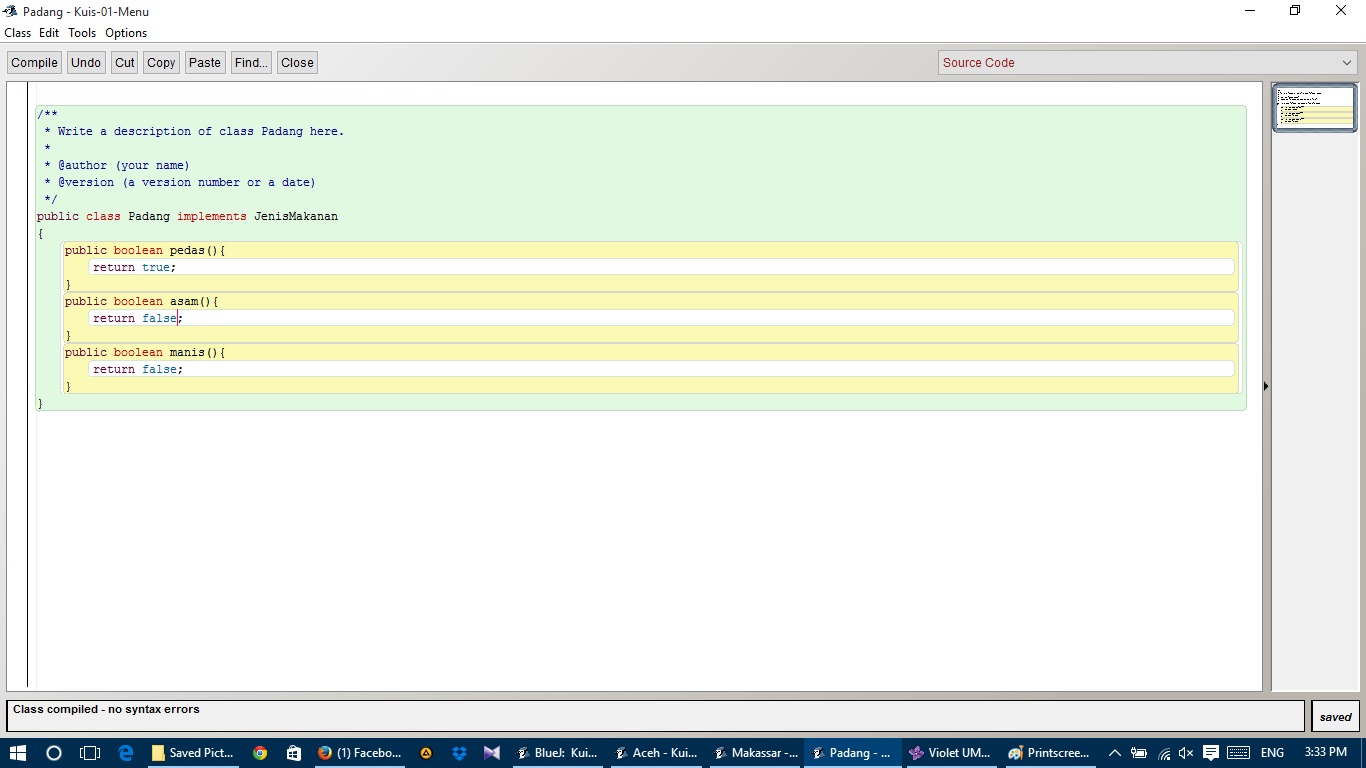 Padang - Kuis-01-Menu
Class Edit Tools Options
Compile Undo Cut Copy Paste Find... Close Source Code
/**
 * Write a description of class Padang here.
 *
 * @author (your name)
 * @version (a version number or a date)
 */
public class Padang implements JenisMakanan
{
    public boolean pedas(){
        return true;
    }
    public boolean asam(){
        return false;
    }
    public boolean manis(){
        return false;
    }
}
Class compiled - no syntax errors
saved
Saved Pict... (1) Facebo... BlueJ: Kui... Aceh - Kui... Makassar -... Padang - ... Violet UM... Printscree... ENG 3:33 PM